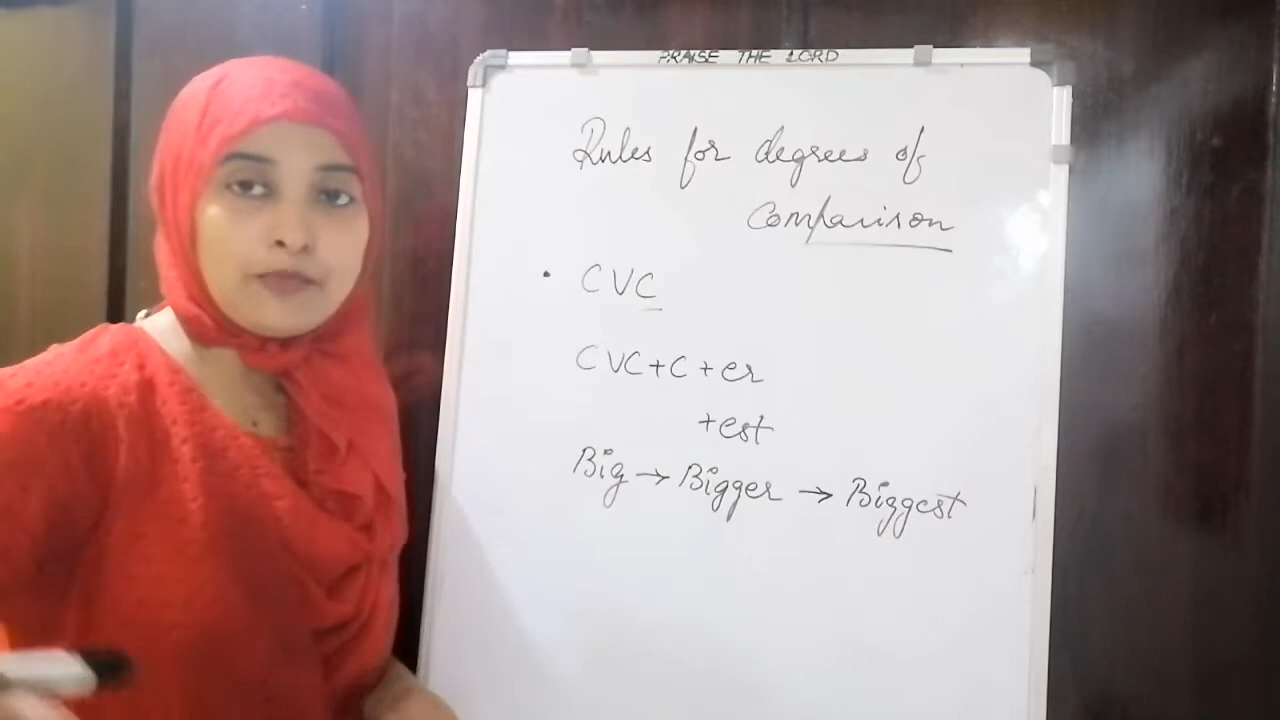 PRAISE THE LORD
Rules for degrees of
Comparison
• CVC
CVC+C+er
+est
Big → Bigger → Biggest